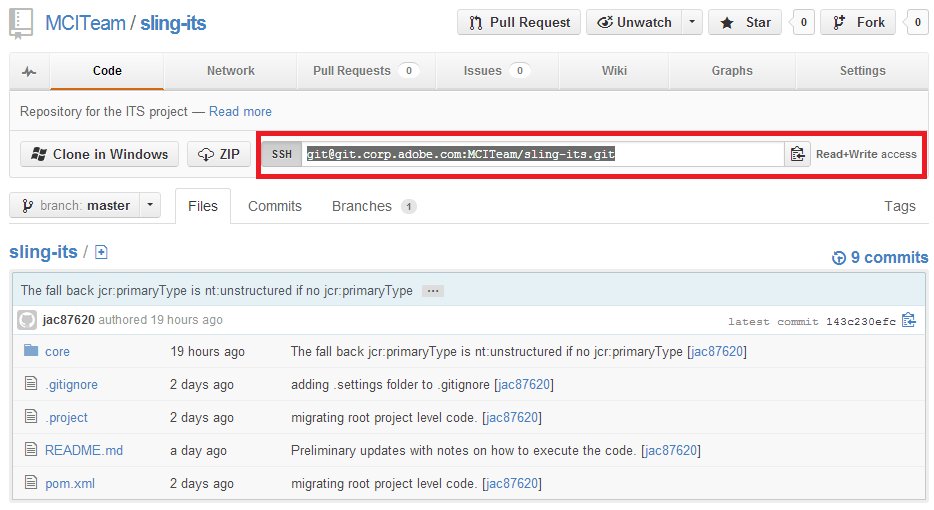 MCITeam / sling-its
Pull Request Unwatch Star 0 Fork 0
Code Network Pull Requests 0 Issues 0 Wiki Graphs Settings
Repository for the ITS project — Read more
Clone in Windows ZIP SSH git@git.corp.adobe.com:MCITeam/sling-its.git Read+Write access
branch: master Files Commits Branches 1 Tags
sling-its /
9 commits
The fall back jcr:primaryType is nt:unstructured if no jcr:primaryType ...
jac87620 authored 19 hours ago
latest commit 143c230efc
core 19 hours ago The fall back jcr:primaryType is nt:unstructured if no jcr:primaryType [jac87620]
.gitignore 2 days ago adding .settings folder to .gitignore [jac87620]
.project 2 days ago migrating root project level code. [jac87620]
README.md a day ago Preliminary updates with notes on how to execute the code. [jac87620]
pom.xml 2 days ago migrating root project level code. [jac87620]